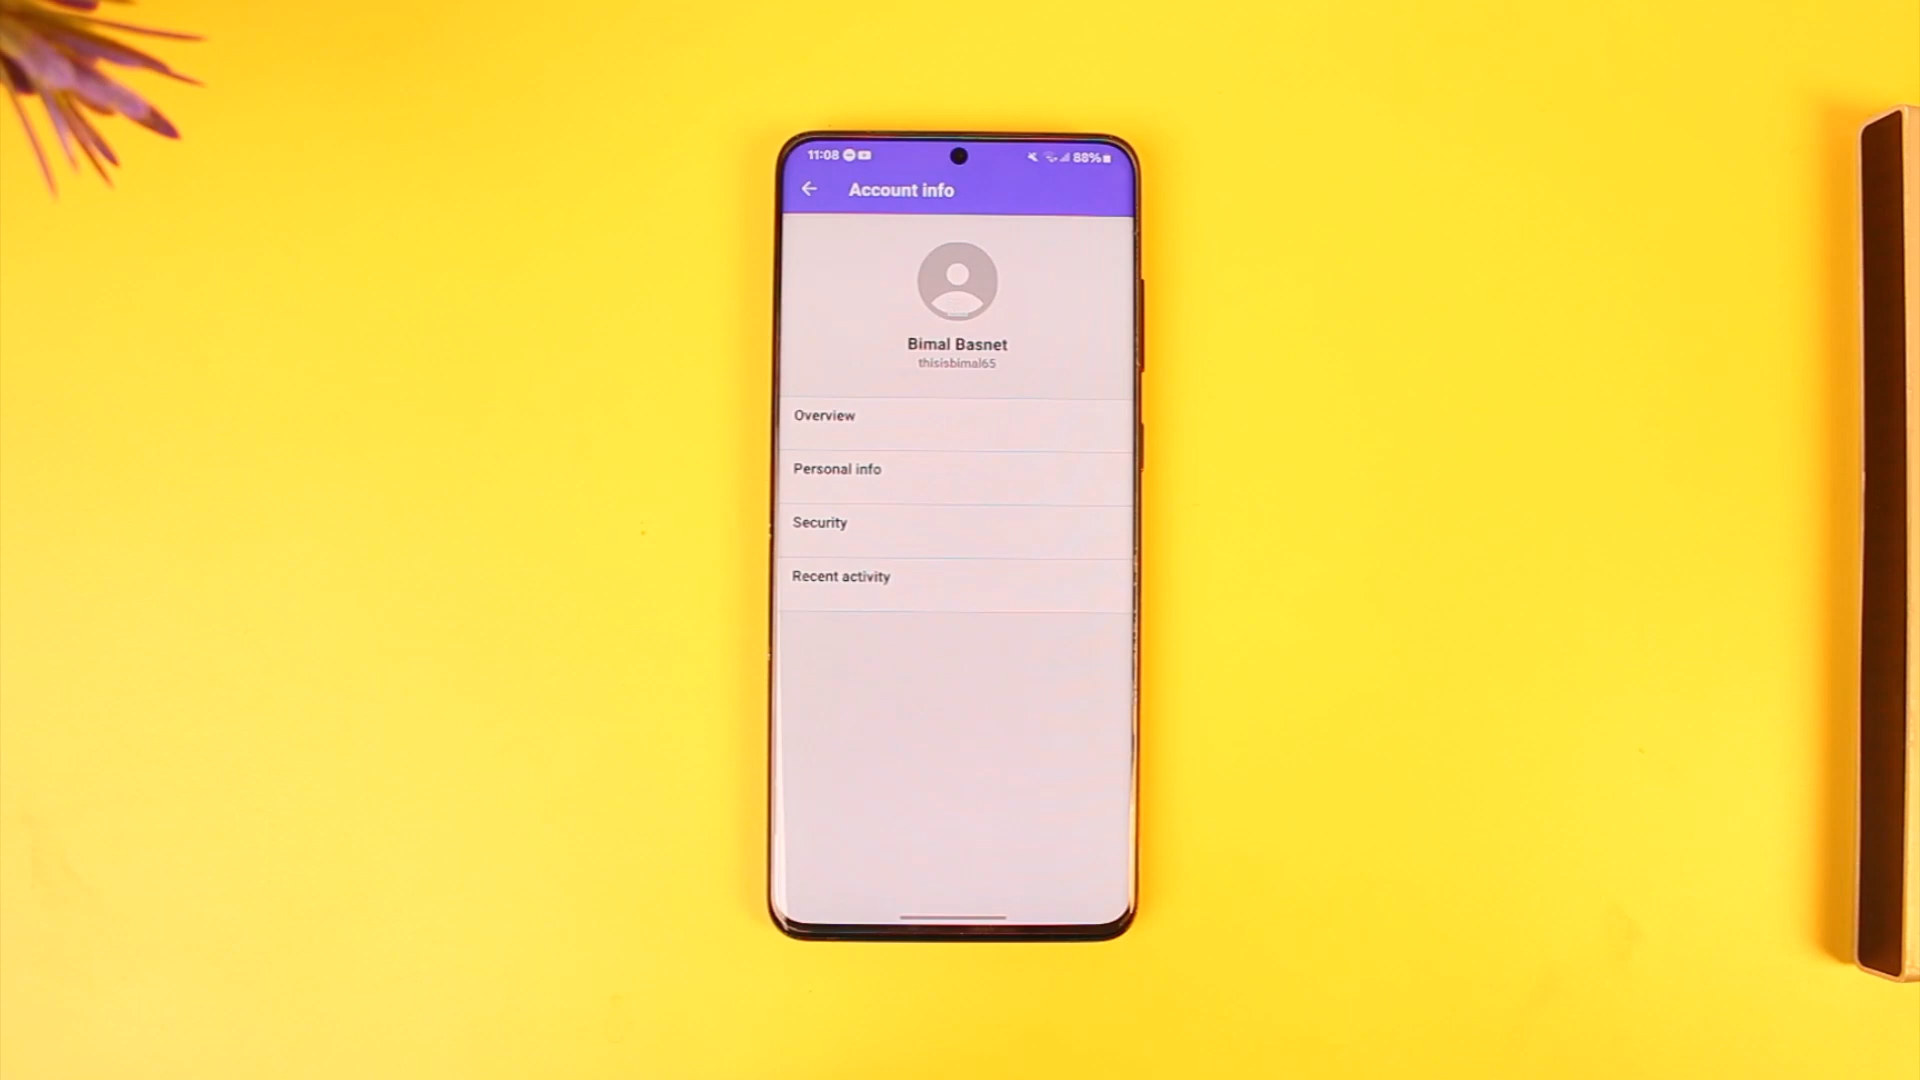 11:08 88%
Account info
Bimal Basnet
thisisbimal65
Overview
Personal info
Security
Recent activity